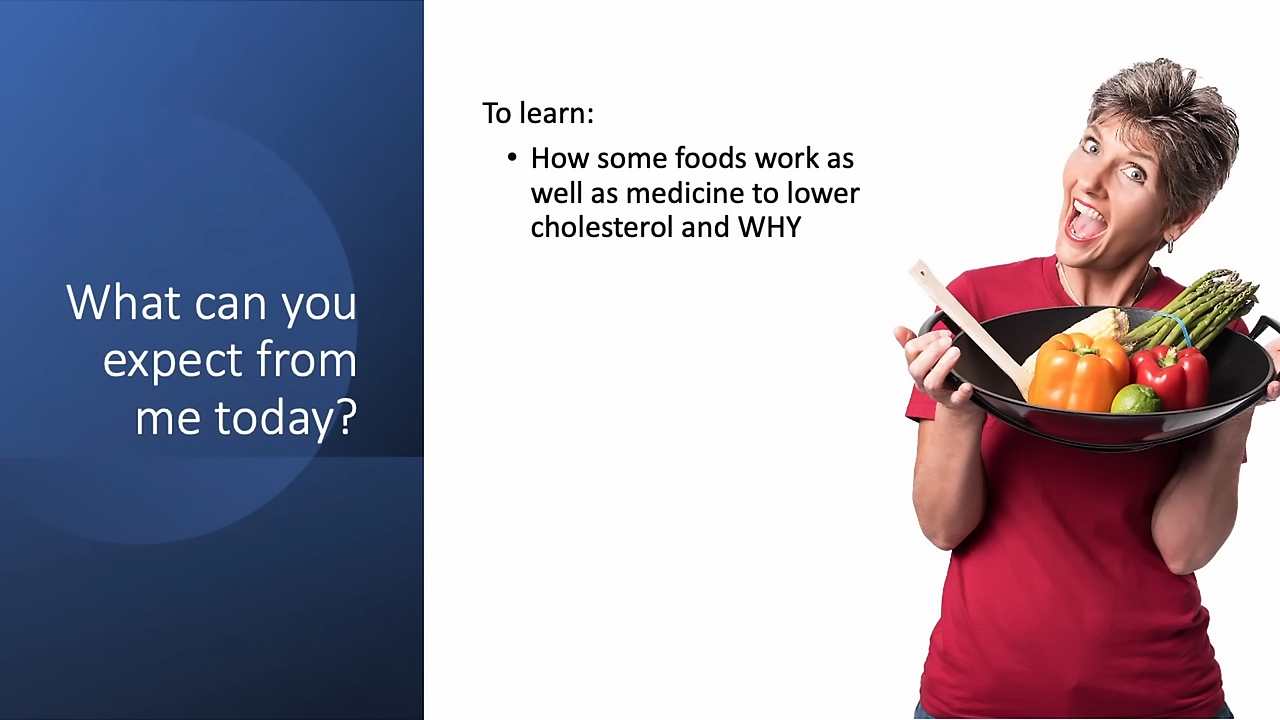 What can you
expect from
me today?
To learn:
• How some foods work as
well as medicine to lower
cholesterol and WHY